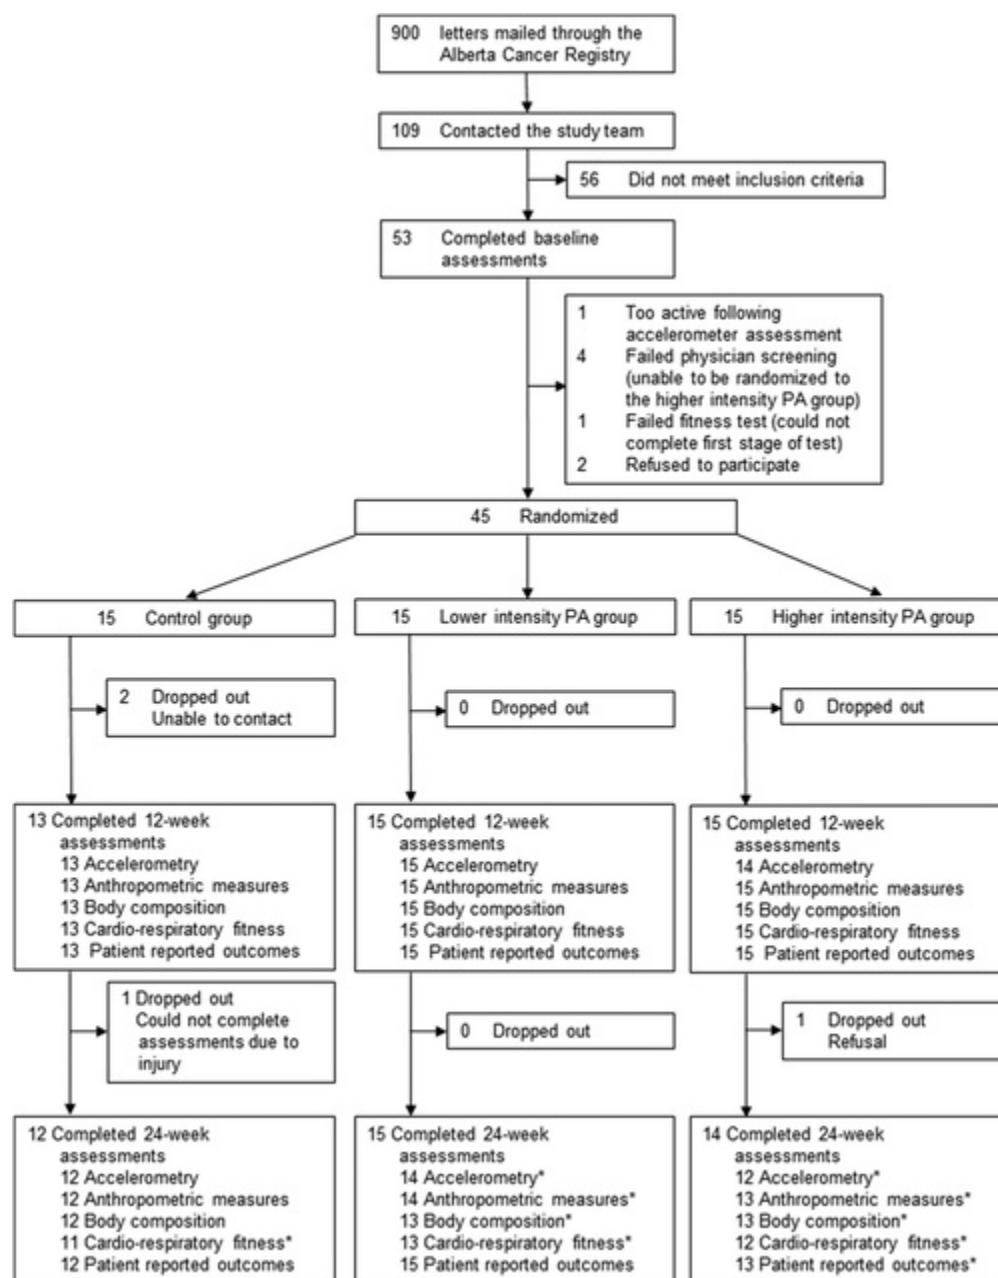 900 letters mailed through the
Alberta Cancer Registry
109 Contacted the study team
56 Did not meet inclusion criteria
53 Completed baseline
assessments
1 Too active following
accelerometer assessment
4 Failed physician screening
(unable to be randomized to
the higher intensity PA group)
1 Failed fitness test (could not
complete first stage of test)
2 Refused to participate
45 Randomized
15 Control group
15 Lower intensity PA group
15 Higher intensity PA group
2 Dropped out
Unable to contact
0 Dropped out
0 Dropped out
13 Completed 12-week
assessments
13 Accelerometry
13 Anthropometric measures
13 Body composition
13 Cardio-respiratory fitness
13 Patient reported outcomes
15 Completed 12-week
assessments
15 Accelerometry
15 Anthropometric measures
15 Body composition
15 Cardio-respiratory fitness
15 Patient reported outcomes
15 Completed 12-week
assessments
14 Accelerometry
15 Anthropometric measures
15 Body composition
15 Cardio-respiratory fitness
15 Patient reported outcomes
1 Dropped out
Could not complete
assessments due to
injury
0 Dropped out
1 Dropped out
Refusal
12 Completed 24-week
assessments
12 Accelerometry
12 Anthropometric measures
12 Body composition
11 Cardio-respiratory fitness*
12 Patient reported outcomes
15 Completed 24-week
assessments
14 Accelerometry*
14 Anthropometric measures*
13 Body composition*
13 Cardio-respiratory fitness*
15 Patient reported outcomes
14 Completed 24-week
assessments
12 Accelerometry*
13 Anthropometric measures*
13 Body composition*
12 Cardio-respiratory fitness*
13 Patient reported outcomes*